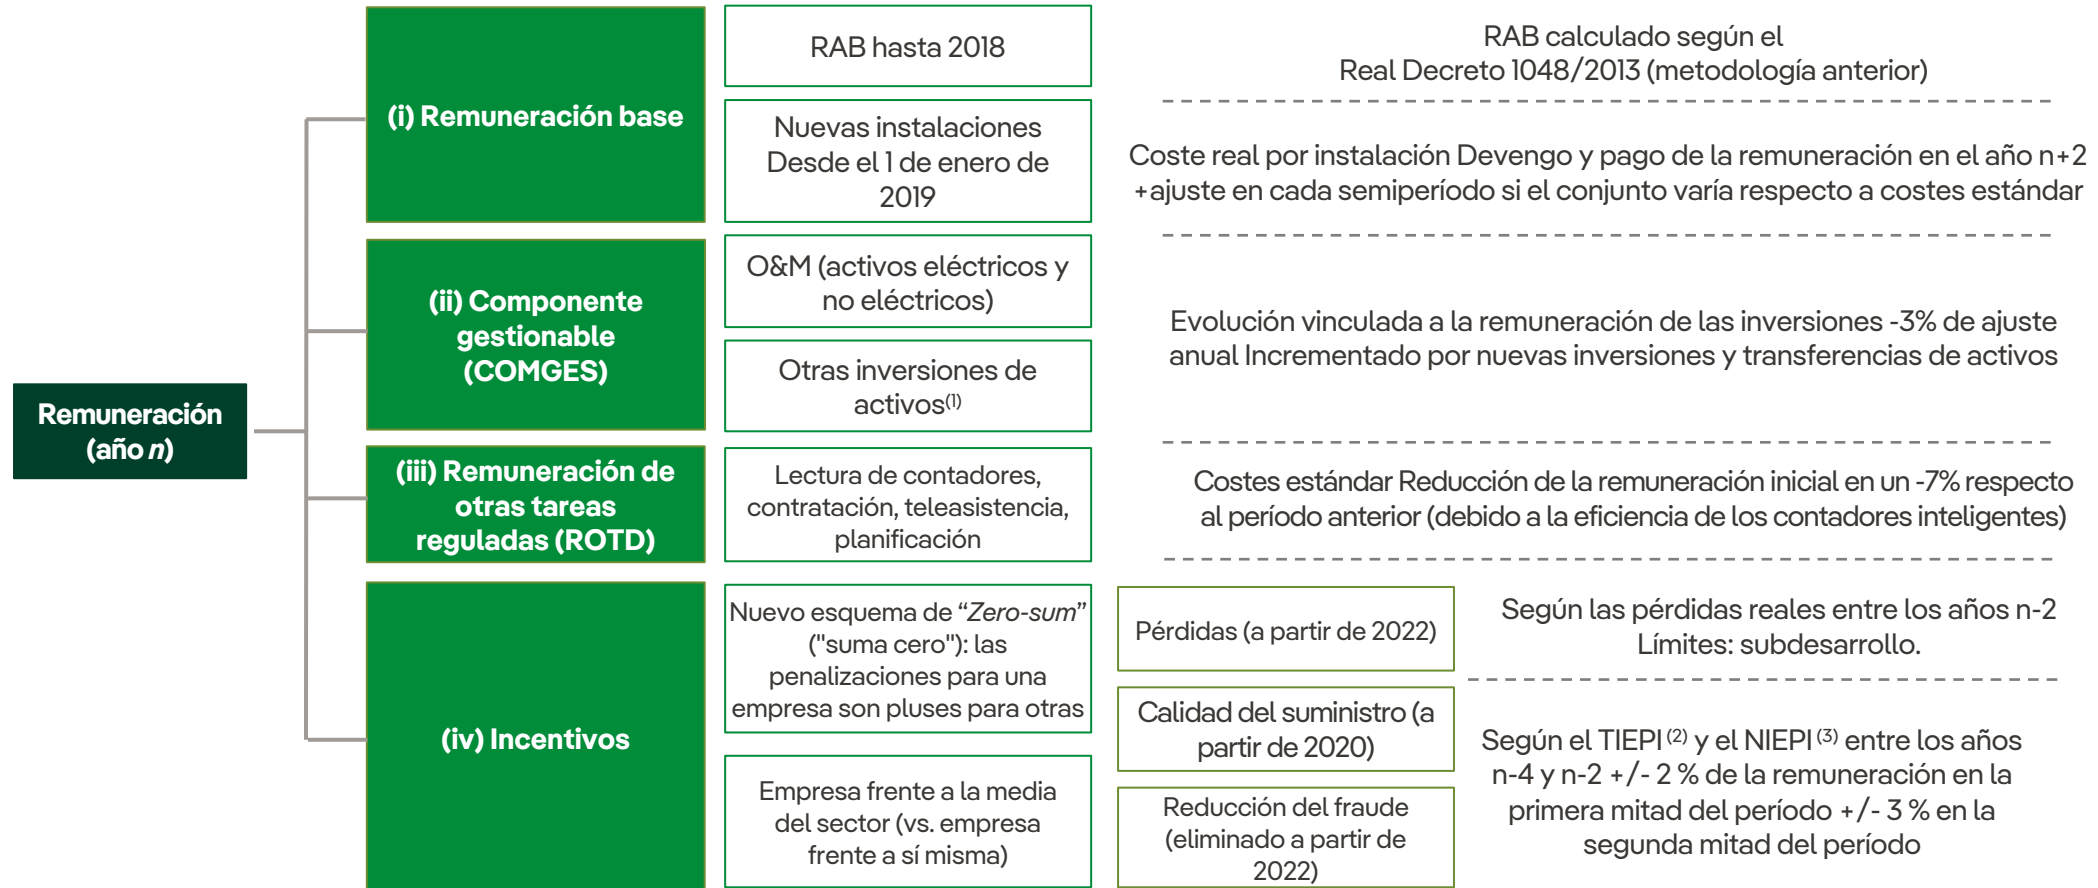 Remuneración
(año n)
(i) Remuneración base
RAB hasta 2018
RAB calculado según el
Real Decreto 1048/2013 (metodología anterior)
Nuevas instalaciones
Desde el 1 de enero de
2019
Coste real por instalación Devengo y pago de la remuneración en el año n+2
+ajuste en cada semiperíodo si el conjunto varía respecto a costes estándar
(ii) Componente
gestionable
(COMGES)
O&M (activos eléctricos y
no eléctricos)
Otras inversiones de
activos(1)
Evolución vinculada a la remuneración de las inversiones -3% de ajuste
anual Incrementado por nuevas inversiones y transferencias de activos
(iii) Remuneración de
otras tareas
reguladas (ROTD)
Lectura de contadores,
contratación, teleasistencia,
planificación
Costes estándar Reducción de la remuneración inicial en un -7% respecto
al período anterior (debido a la eficiencia de los contadores inteligentes)
(iv) Incentivos
Nuevo esquema de “Zero-sum”
("suma cero"): las
penalizaciones para una
empresa son pluses para otras
Empresa frente a la media
del sector (vs. empresa
frente a sí misma)
Pérdidas (a partir de 2022)
Según las pérdidas reales entre los años n-2
Límites: subdesarrollo.
Calidad del suministro (a
partir de 2020)
Reducción del fraude
(eliminado a partir de
2022)
Según el TIEPI (2) y el NIEPI (3) entre los años
n-4 y n-2 +/- 2 % de la remuneración en la
primera mitad del período +/- 3 % en la
segunda mitad del período